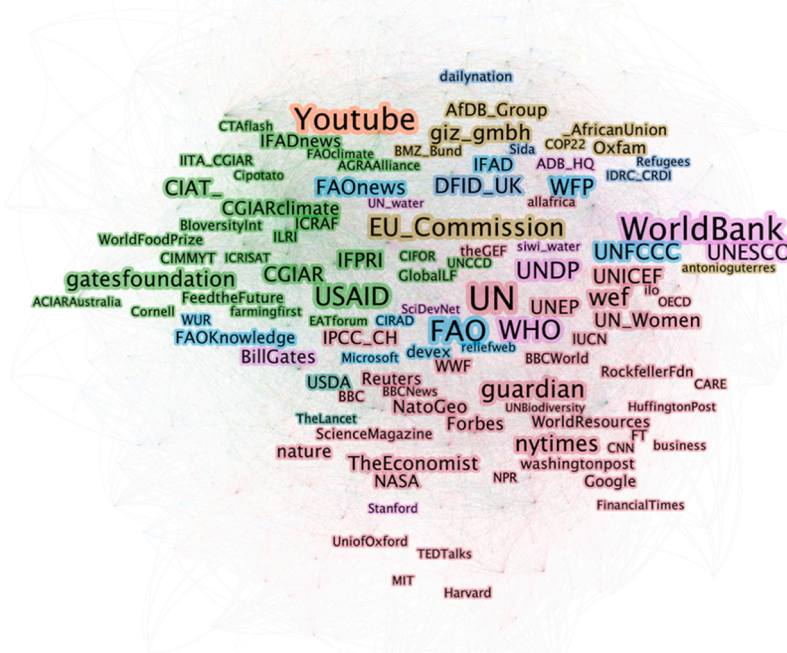 dailynation
Youtube AfDB_Group
CTAflash giz_gmbh _AfricanUnion
IFADnews COP22 Oxfam
FAOclimate BMZ_Bund Sida
IITA_CGIAR AGRAAlliance IFAD ADB_HQ Refugees
Cipotato IDRC_CRDI
CIAT_ FAOnews DFID_UK WFP
UN_water allafrica
CGIARclimate
BIoversityInt ICRAF EU_Commission WorldBank
WorldFoodPrize ILRI
CIMMYT ICRISAT IFPRI CIFOR theGEF siwi_water UNFCCC UNESCO
UNCCD antonioguterres
gatesfoundation CGIAR GlobalLF UNDP UNICEF
ACIARAustralia FeedtheFuture USAID UN wef ilo OECD
Cornell farmingfirst SciDevNet UNEP
WUR EATforum CIRAD UN_Women
FAOKnowledge IPCC_CH FAO WHO IUCN
BillGates Microsoft devex reliefweb BBCWorld
WWF RockfellerFdn
USDA Reuters CARE
BBC BBCNews guardian
NatoGeo UNBiodiversity HuffingtonPost
TheLancet Forbes WorldResources
ScienceMagazine FT
nature nytimes CNN business
TheEconomist washingtonpost
NASA NPR Google
Stanford FinancialTimes
UniofOxford
TEDTalks
MIT
Harvard